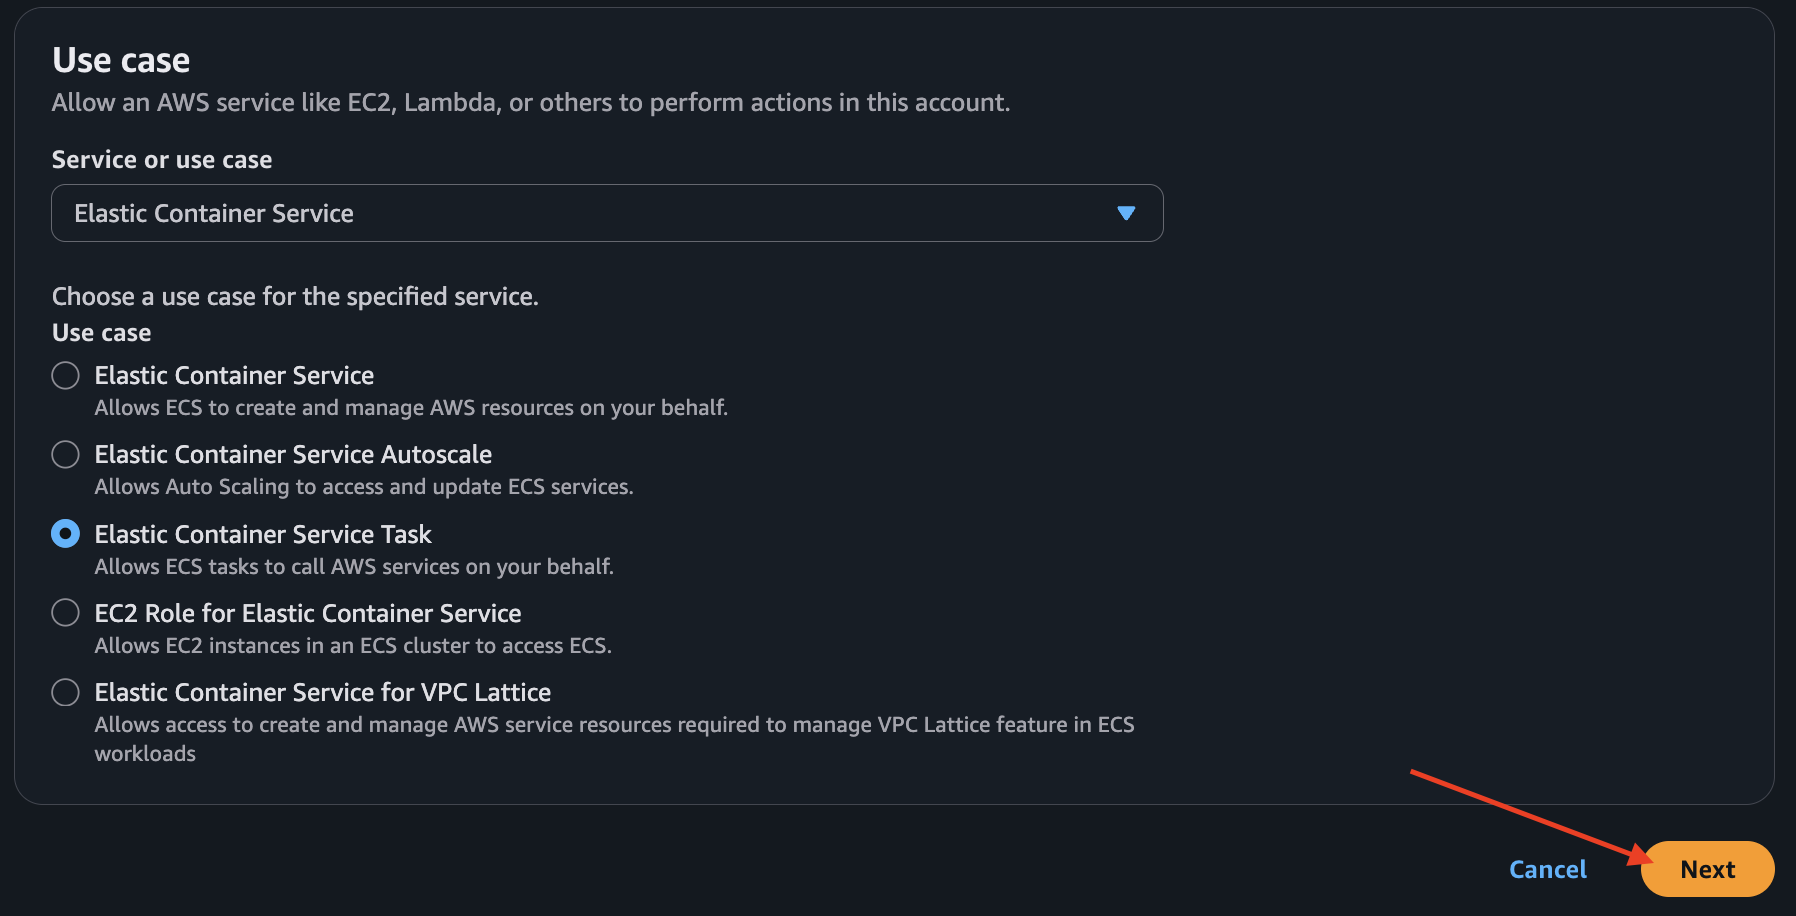 Use case
Allow an AWS service like EC2, Lambda, or others to perform actions in this account.
Service or use case
Elastic Container Service
Choose a use case for the specified service.
Use case
Elastic Container Service
Allows ECS to create and manage AWS resources on your behalf.
Elastic Container Service Autoscale
Allows Auto Scaling to access and update ECS services.
Elastic Container Service Task
Allows ECS tasks to call AWS services on your behalf.
EC2 Role for Elastic Container Service
Allows EC2 instances in an ECS cluster to access ECS.
Elastic Container Service for VPC Lattice
Allows access to create and manage AWS service resources required to manage VPC Lattice feature in ECS
workloads
Cancel
Next